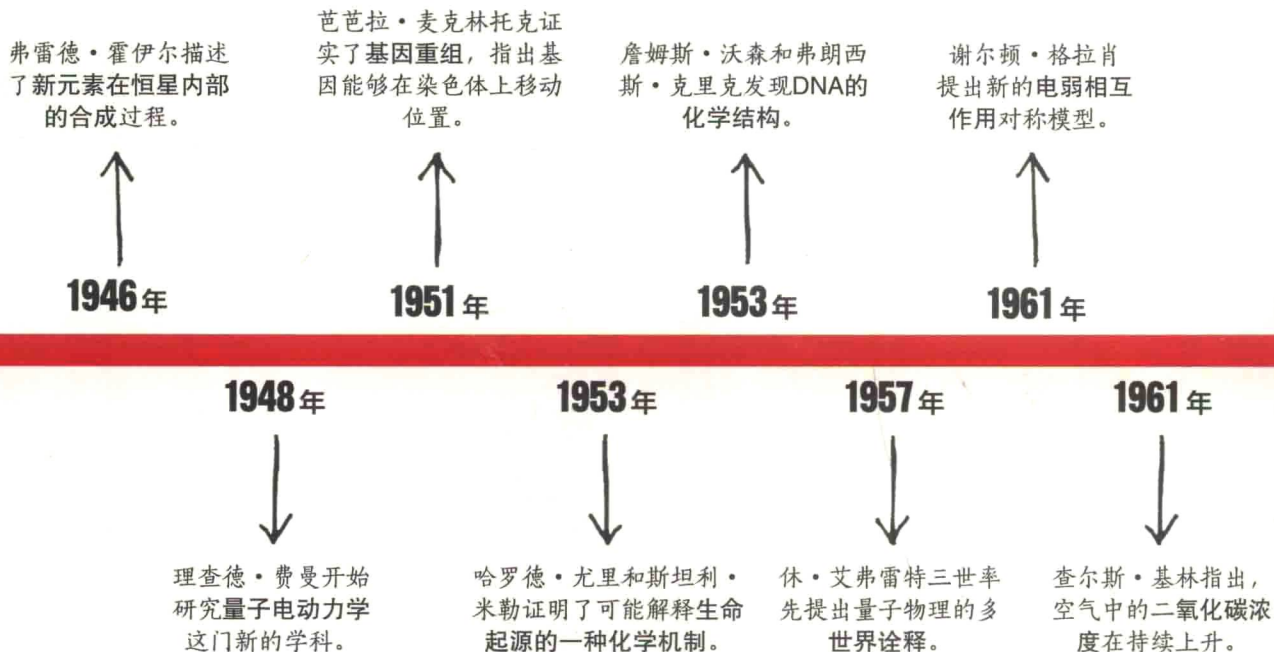 弗雷德·霍伊尔描述
了新元素在恒星内部
的合成过程。
1946年
芭芭拉·麦克林托克证
实了基因重组，指出基
因能够在染色体上移动
位置。
1951年
詹姆斯·沃森和弗朗西
斯·克里克发现DNA的
化学结构。
1953年
谢尔顿·格拉肖
提出新的电弱相互
作用对称模型。
1961年
1948年
理查德·费曼开始
研究量子电动力学
这门新的学科。
1953年
哈罗德·尤里和斯坦利·
米勒证明了可能解释生命
起源的一种化学机制。
1957年
休·艾弗雷特三世率
先提出量子物理的多
世界诠释。
1961年
查尔斯·基林指出，
空气中的二氧化碳浓
度在持续上升。